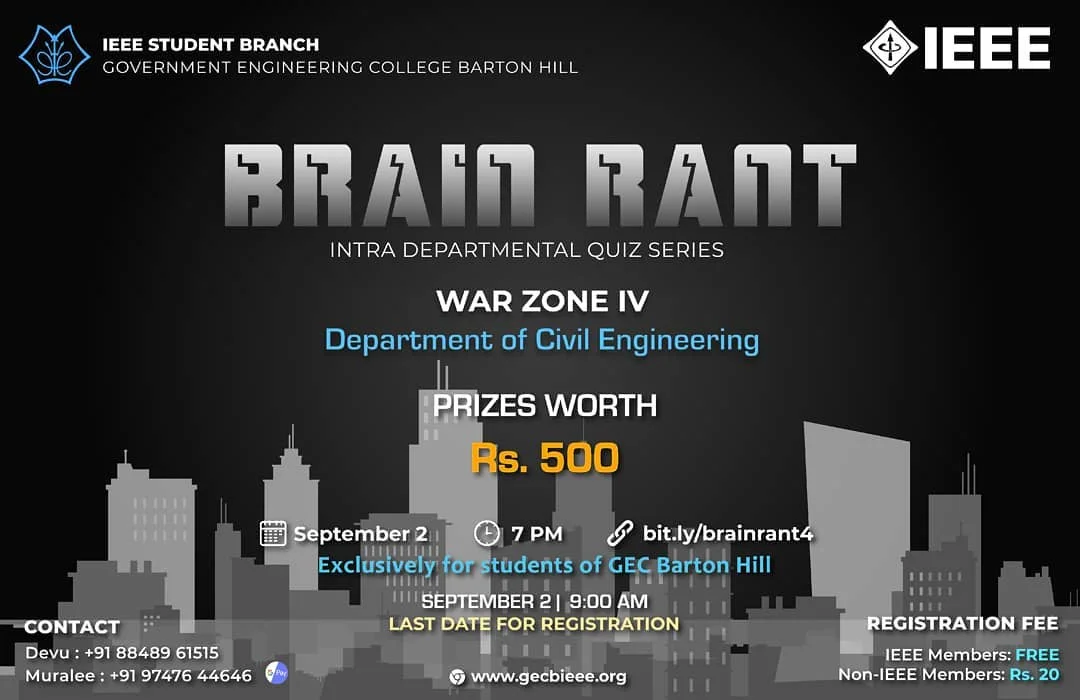 IEEE STUDENT BRANCH
GOVERNMENT ENGINEERING COLLEGE BARTON HILL
IEEE
BRAIN RANT
INTRA DEPARTMENTAL QUIZ SERIES
WAR ZONE IV
Department of Civil Engineering
PRIZES WORTH
Rs. 500
September 2 7 PM bit.ly/brainrant4
Exclusively for students of GEC Barton Hill
SEPTEMBER 2 | 9:00 AM
LAST DATE FOR REGISTRATION
CONTACT
Devu : +91 88489 61515
Muralee : +91 97476 44646 G Pay
www.gecbieee.org
REGISTRATION FEE
IEEE Members: FREE
Non-IEEE Members: Rs. 20